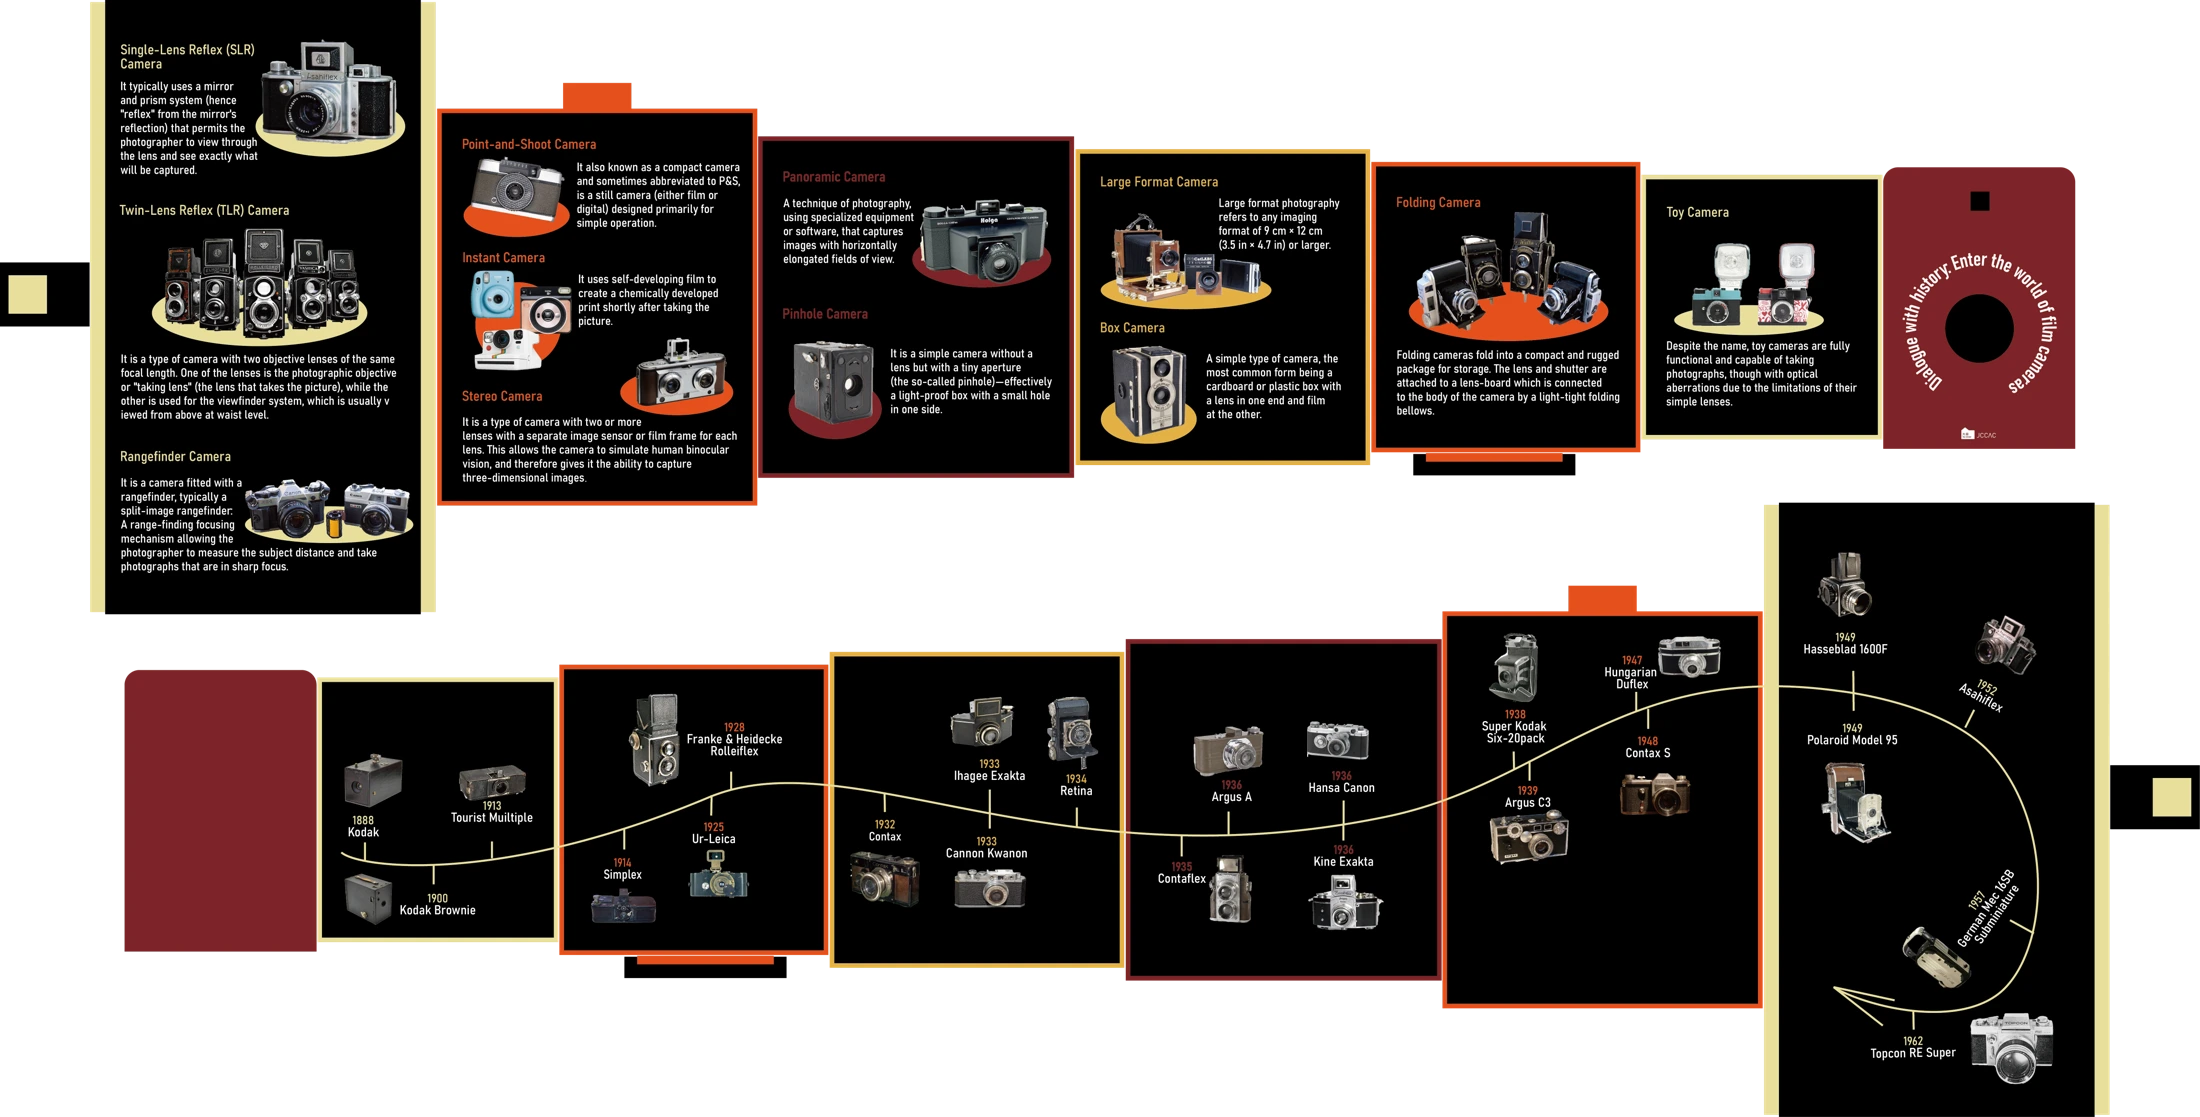 Single-Lens Reflex (SLR)
Camera
Asahiflex
It typically uses a mirror
and prism system (hence
"reflex" from the mirror's
reflection) that permits the
photographer to view through
the lens and see exactly what
will be captured.
Twin-Lens Reflex (TLR) Camera
It is a type of camera with two objective lenses of the same
focal length. One of the lenses is the photographic objective
or "taking lens" (the lens that takes the picture), while the
other is used for the viewfinder system, which is usually v
iewed from above at waist level.
Rangefinder Camera
It is a camera fitted with a
rangefinder, typically a
split-image rangefinder:
A range-finding focusing
mechanism allowing the
photographer to measure the subject distance and take
photographs that are in sharp focus.
Point-and-Shoot Camera
It also known as a compact camera
and sometimes abbreviated to P&S,
is a still camera (either film or
digital) designed primarily for
simple operation.
Instant Camera
It uses self-developing film to
create a chemically developed
print shortly after taking the
picture.
Stereo Camera
It is a type of camera with two or more
lenses with a separate image sensor or film frame for each
lens. This allows the camera to simulate human binocular
vision, and therefore gives it the ability to capture
three-dimensional images.
Panoramic Camera
A technique of photography,
using specialized equipment
or software, that captures
images with horizontally
elongated fields of view.
Holga
Pinhole Camera
It is a simple camera without a
lens but with a tiny aperture
(the so-called pinhole)—effectively
a light-proof box with a small hole
in one side.
Large Format Camera
Large format photography
refers to any imaging
format of 9 cm × 12 cm
(3.5 in × 4.7 in) or larger.
Box Camera
A simple type of camera, the
most common form being a
cardboard or plastic box with
a lens in one end and film
at the other.
Folding Camera
Folding cameras fold into a compact and rugged
package for storage. The lens and shutter are
attached to a lens-board which is connected
to the body of the camera by a light-tight folding
bellows.
Toy Camera
Despite the name, toy cameras are fully
functional and capable of taking
photographs, though with optical
aberrations due to the limitations of their
simple lenses.
Dialogue with history. Enter the world of film cameras
JCCAC
1888
Kodak
1900
Kodak Brownie
1913
Tourist Muiltiple
1914
Simplex
1925
Ur-Leica
1928
Franke & Heidecke
Rolleiflex
1932
Contax
1933
Ihagee Exakta
1933
Cannon Kwanon
1934
Retina
1935
Contaflex
1936
Argus A
1936
Hansa Canon
1936
Kine Exakta
1938
Super Kodak
Six-20pack
1939
Argus C3
1947
Hungarian
Duflex
1948
Contax S
1949
Hasseblad 1600F
1949
Polaroid Model 95
1952
Asahiflex
1957
German Mec 16SB
Subminiature
1962
Topcon RE Super
TOPCON